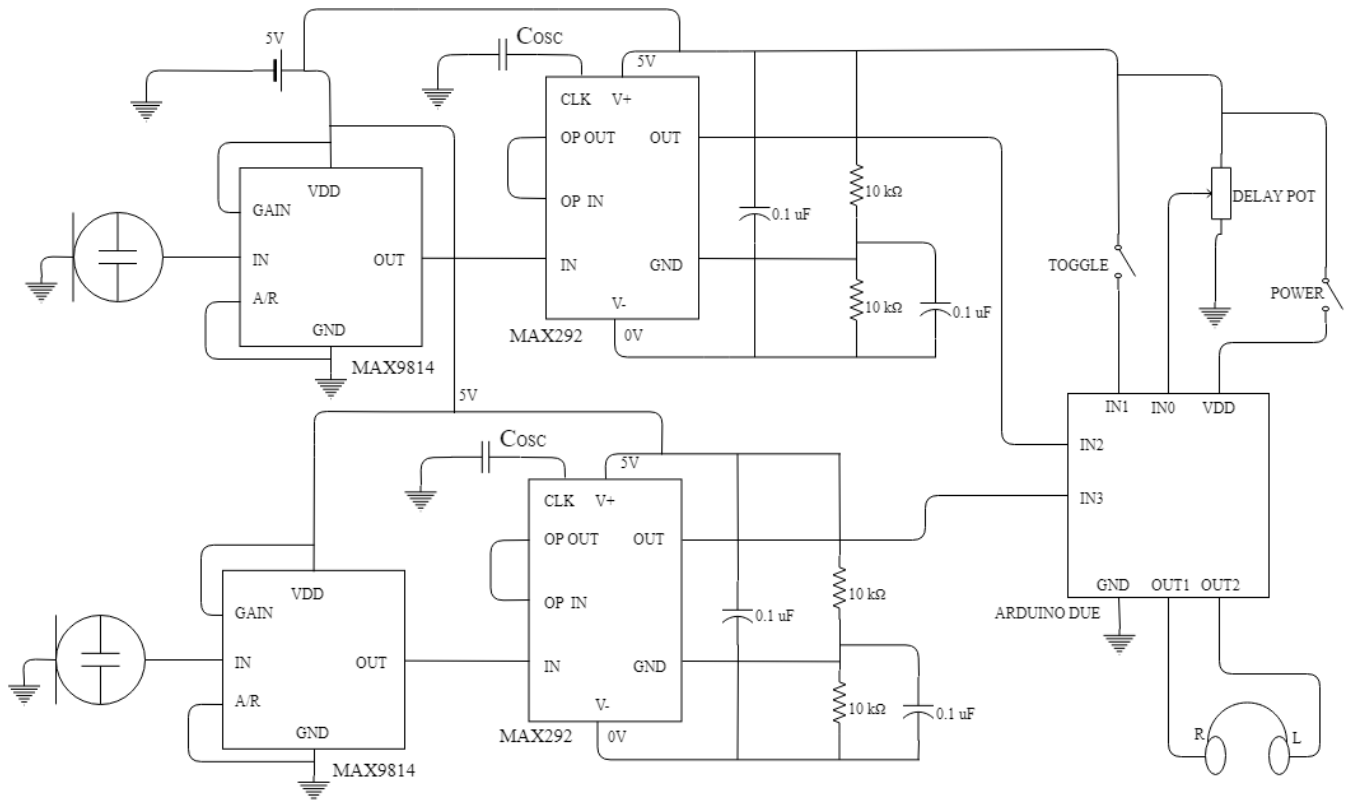 5V
Cosc
5V
CLK V+
OP OUT OUT
OP IN
IN GND
V-
0V
MAX292
VDD
GAIN
IN OUT
A/R
GND
MAX9814
0.1 uF
10 kΩ
10 kΩ
0.1 uF
TOGGLE
DELAY POT
POWER
5V
Cosc
5V
CLK V+
OP OUT OUT
OP IN
IN GND
V-
0V
MAX292
VDD
GAIN
IN OUT
A/R
GND
MAX9814
0.1 uF
10 kΩ
10 kΩ
0.1 uF
IN1 IN0 VDD
IN2
IN3
GND OUT1 OUT2
ARDUINO DUE
R L